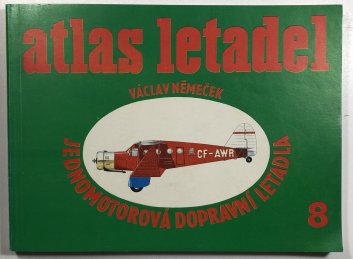 atlas letadel
VÁCLAV NĚMEČEK
CF-AWR
JEDNOMOTOROVÁ DOPRAVNÍ LETADLA
8